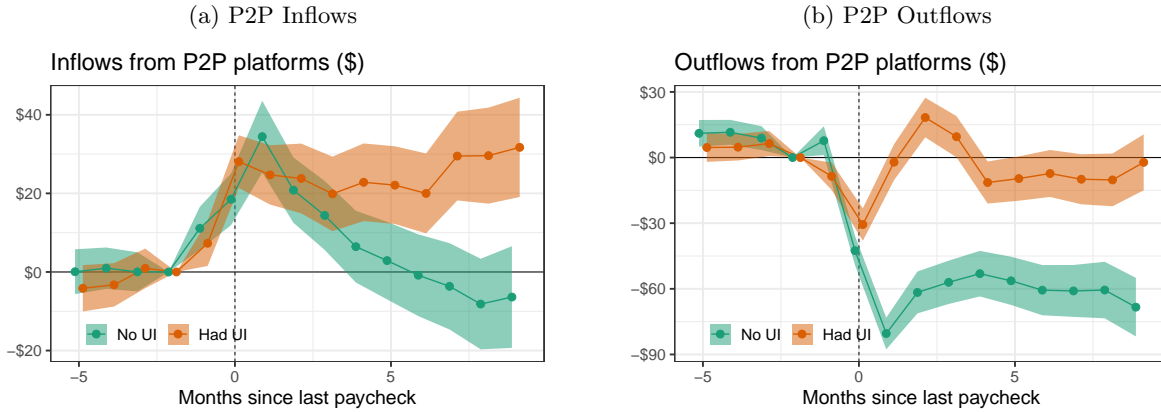 (a) P2P Inflows
Inflows from P2P platforms ($)
$40
$20
$0
−$20
No UI
Had UI
−5
0
5
Months since last paycheck
(b) P2P Outflows
Outflows from P2P platforms ($)
$30
$0
−$30
−$60
−$90
No UI
Had UI
−5
0
5
Months since last paycheck